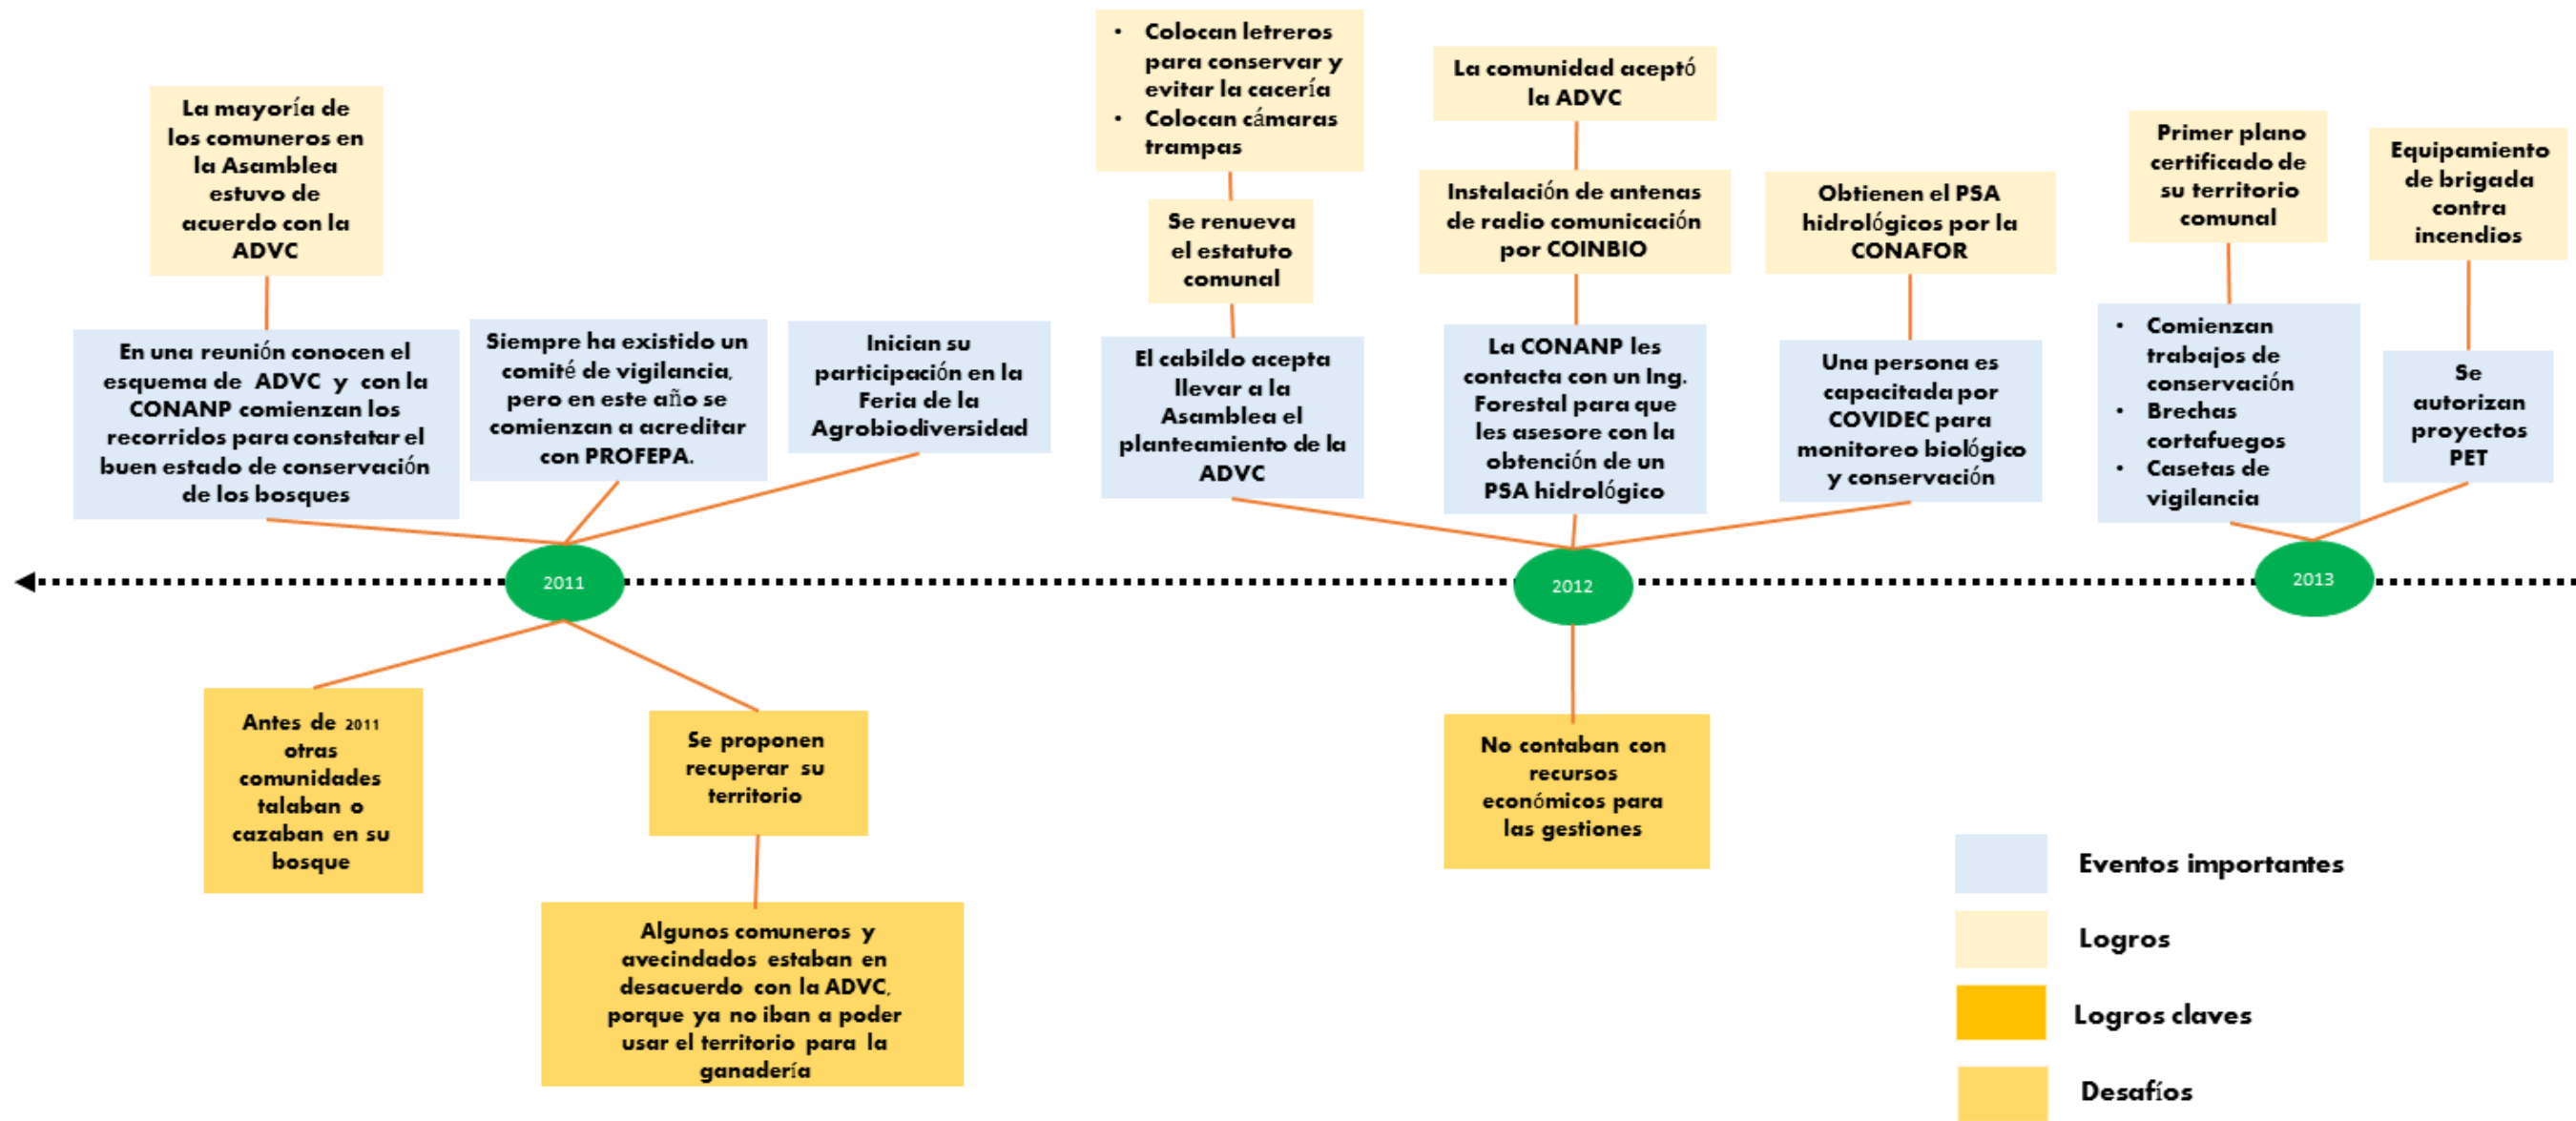 La mayoría de
los comuneros en
la Asamblea
estuvo de
acuerdo con la
ADVC
En una reunión conocen el
esquema de ADVC y con la
CONANP comienzan los
recorridos para constatar el
buen estado de conservación
de los bosques
Siempre ha existido un
comité de vigilancia,
pero en este año se
comienzan a acreditar
con PROFEPA.
Inician su
participación en la
Feria de la
Agrobiodiversidad
• Colocan letreros
para conservar y
evitar la cacería
• Colocan cámaras
trampas
Se renueva
el estatuto
comunal
El cabildo acepta
llevar a la
Asamblea el
planteamiento de la
ADVC
La comunidad aceptó
la ADVC
Instalación de antenas
de radio comunicación
por COINBIO
La CONANP les
contacta con un Ing.
Forestal para que
les asesore con la
obtención de un
PSA hidrológico
Obtienen el PSA
hidrológicos por la
CONAFOR
Una persona es
capacitada por
COVIDEC para
monitoreo biológico
y conservación
Primer plano
certificado de
su territorio
comunal
• Comienzan
trabajos de
conservación
• Brechas
cortafuegos
• Casetas de
vigilancia
Equipamiento
de brigada
contra
incendios
Se
autorizan
proyectos
PET
2011
2012
2013
Antes de 2011
otras
comunidades
talaban o
cazaban en su
bosque
Se proponen
recuperar su
territorio
Algunos comuneros y
avecindados estaban en
desacuerdo con la ADVC,
porque ya no iban a poder
usar el territorio para la
ganadería
No contaban con
recursos
económicos para
las gestiones
Eventos importantes
Logros
Logros claves
Desafíos